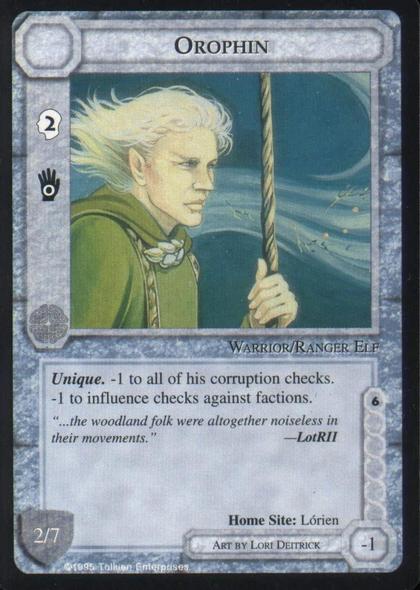 OROPHIN
2
WARRIOR/RANGER ELF
Unique. -1 to all of his corruption checks.
-1 to influence checks against factions.
“...the woodland folk were altogether noiseless in
their movements.” —LotRII
6
Home Site: Lórien
2/7
ART BY LORI DEITRICK
-1
©1995 Tolkien Enterprises.